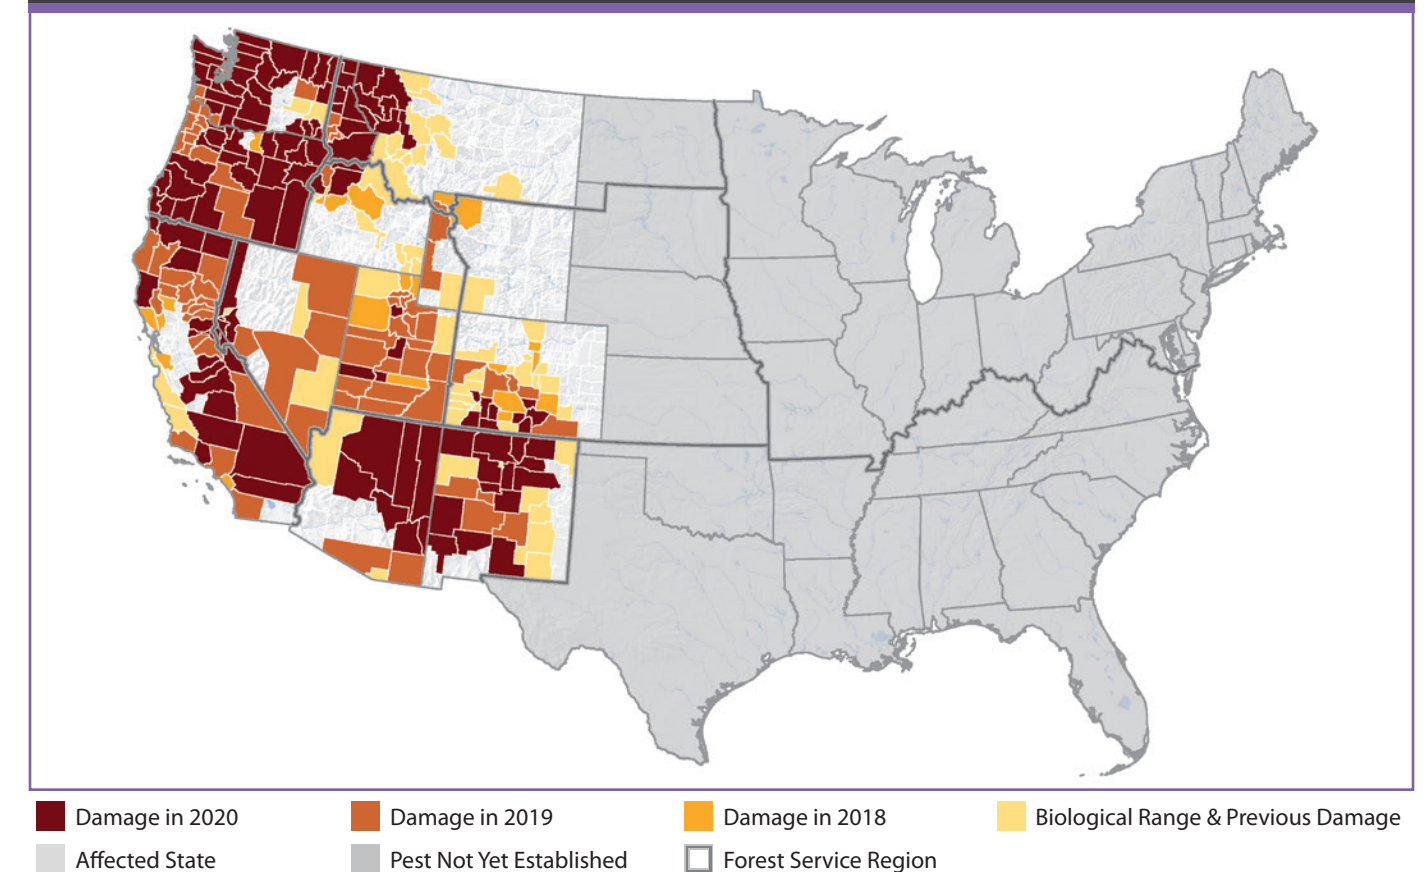 Damage in 2020
Damage in 2019
Damage in 2018
Biological Range & Previous Damage
Affected State
Pest Not Yet Established
Forest Service Region